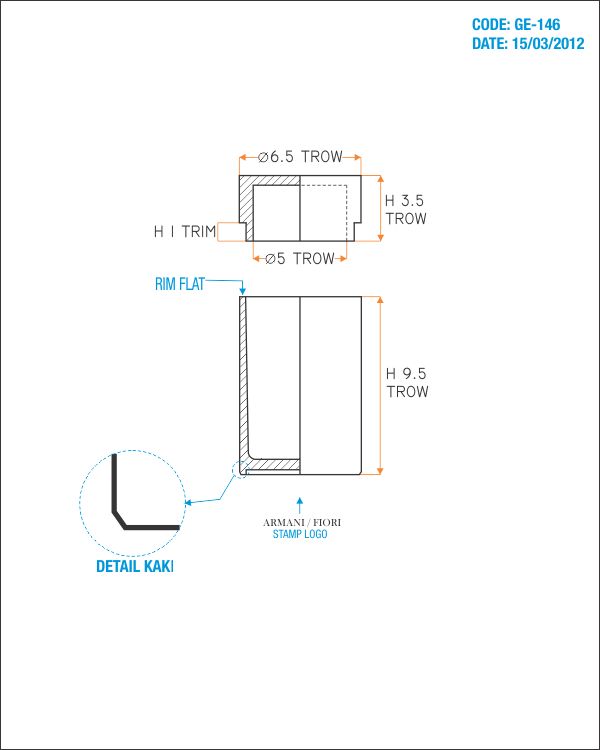 CODE: GE-146
DATE: 15/03/2012
Ø6.5 TROW
H 3.5
TROW
H 1 TRIM
Ø5 TROW
RIM FLAT
H 9.5
TROW
ARMANI / FIORI
STAMP LOGO
DETAIL KAKI